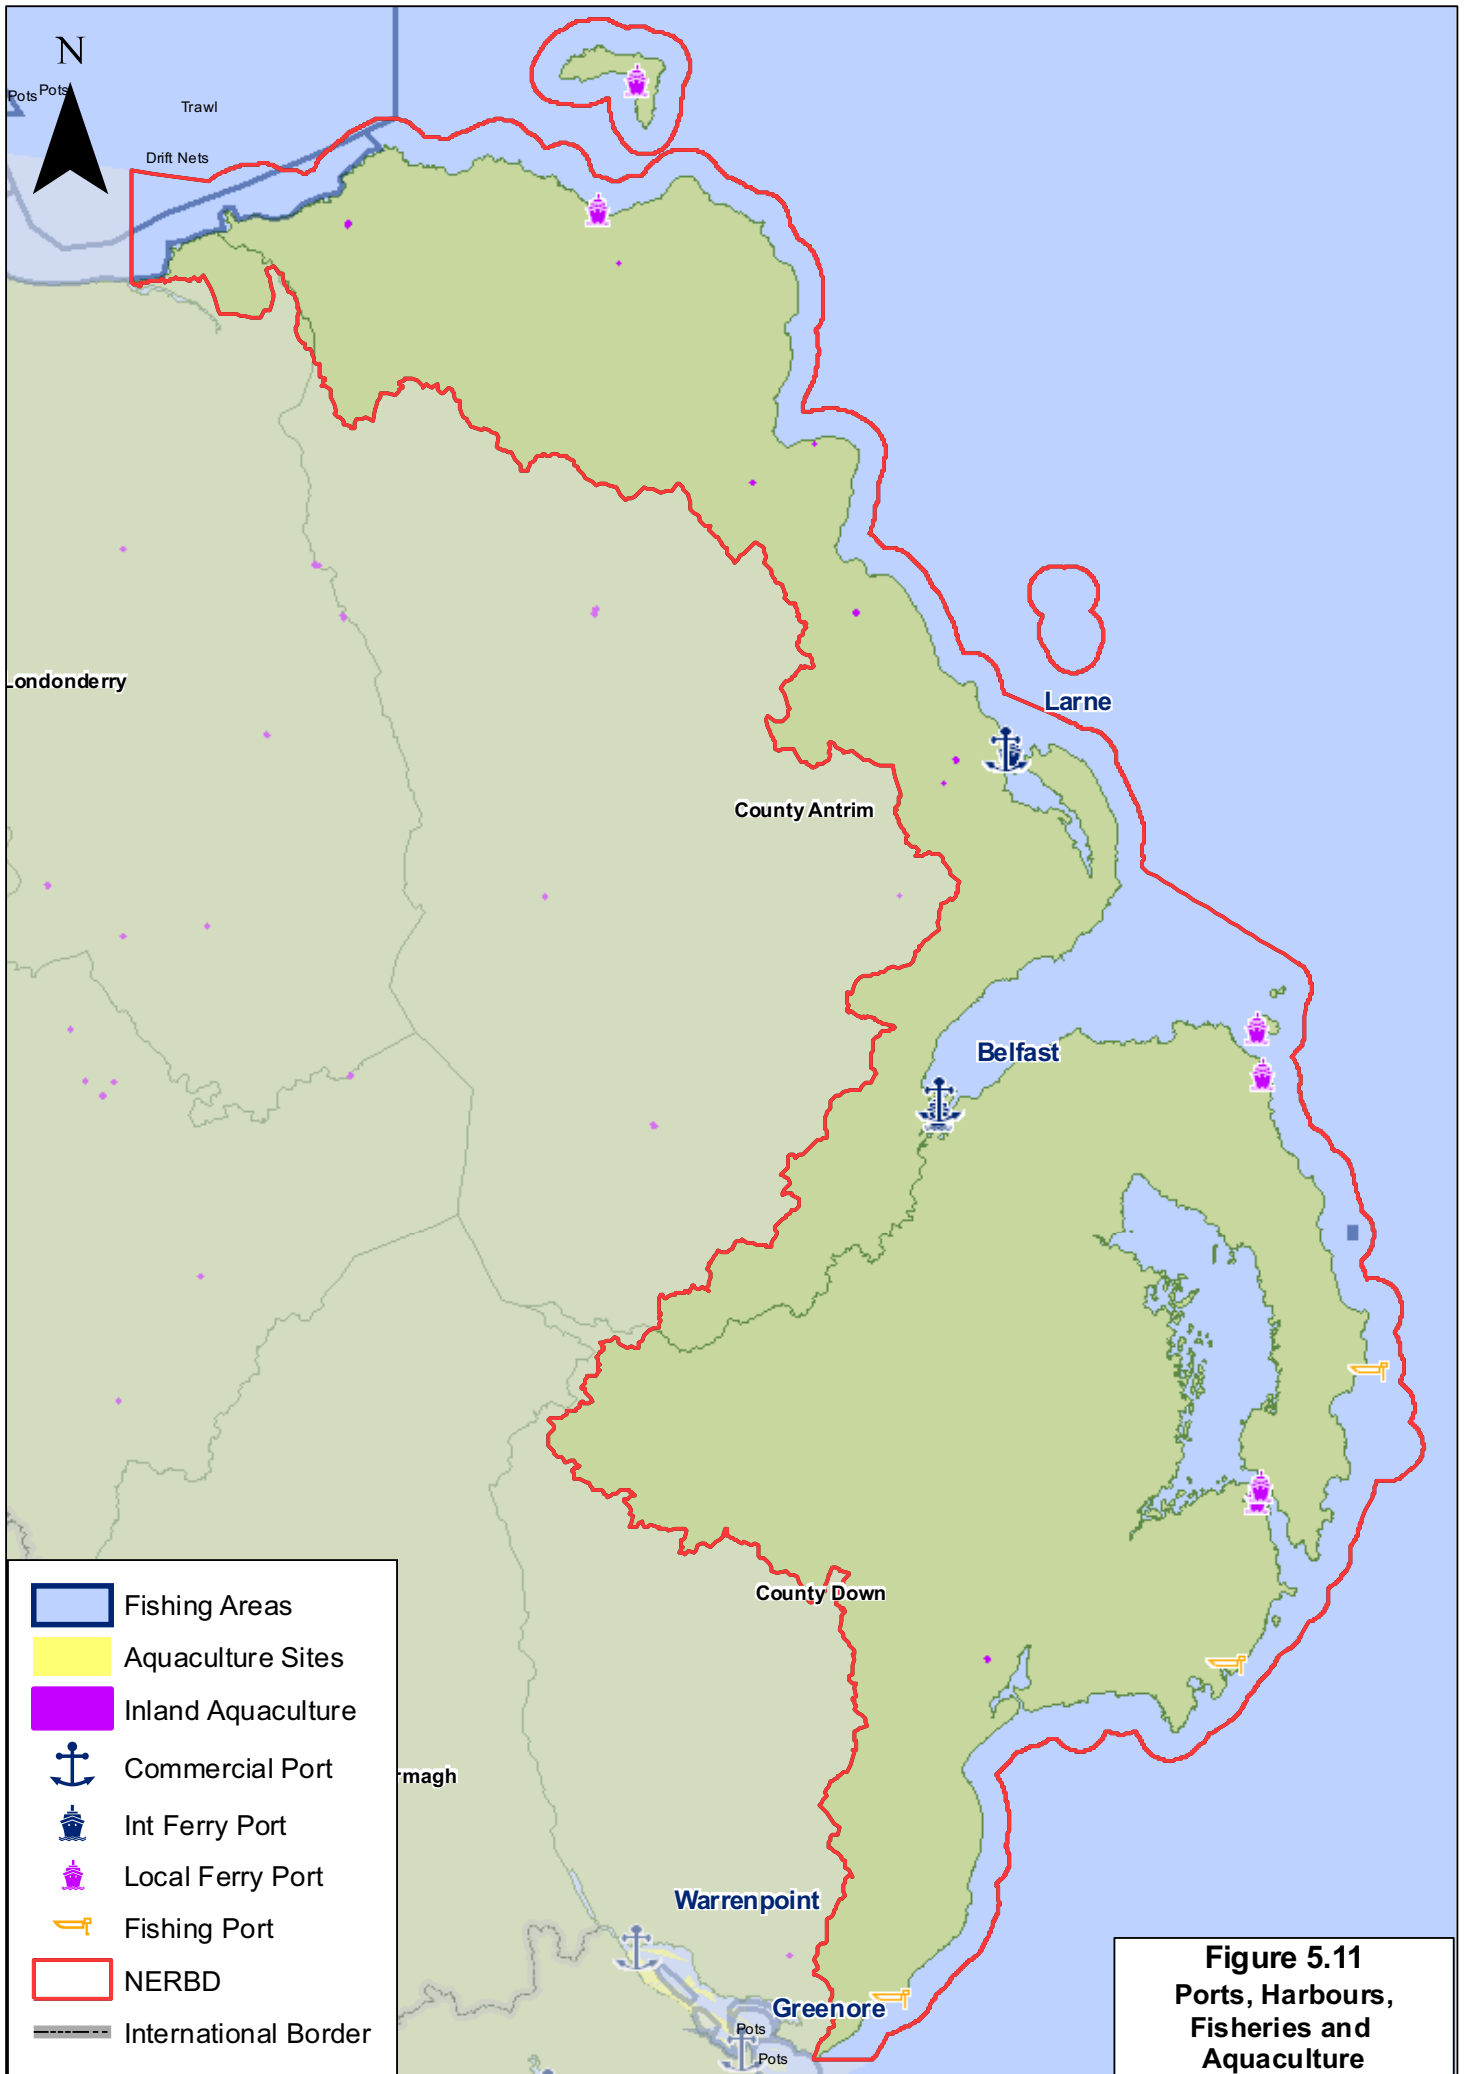 N
Pots Pots
Trawl
Drift Nets
Londonderry
Larne
County Antrim
Belfast
County Down
rmagh
Warrenpoint
Greenore
Pots
Pots
Fishing Areas
Aquaculture Sites
Inland Aquaculture
Commercial Port
Int Ferry Port
Local Ferry Port
Fishing Port
NERBD
International Border
Figure 5.11
Ports, Harbours,
Fisheries and
Aquaculture